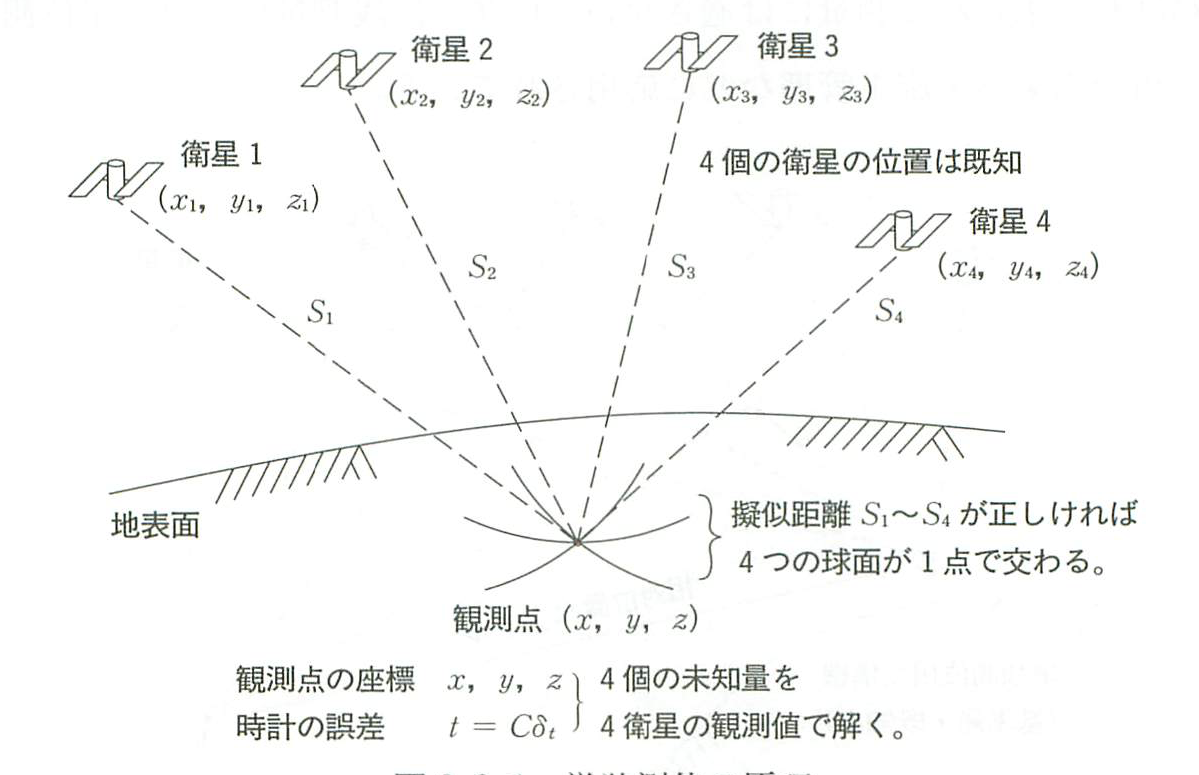 衛星 2
(x₂, y₂, z₂)
衛星 3
(x₃, y₃, z₃)
衛星 1
(x₁, y₁, z₁)
4 個の衛星の位置は既知
衛星 4
(x₄, y₄, z₄)
S₁
S₂
S₃
S₄
地表面
擬似距離 S₁～S₄ が正しければ
4 つの球面が 1 点で交わる。
観測点 (x, y, z)
観測点の座標 x, y, z
時計の誤差 t = Cδₜ
4 個の未知量を
4 衛星の観測値で解く。